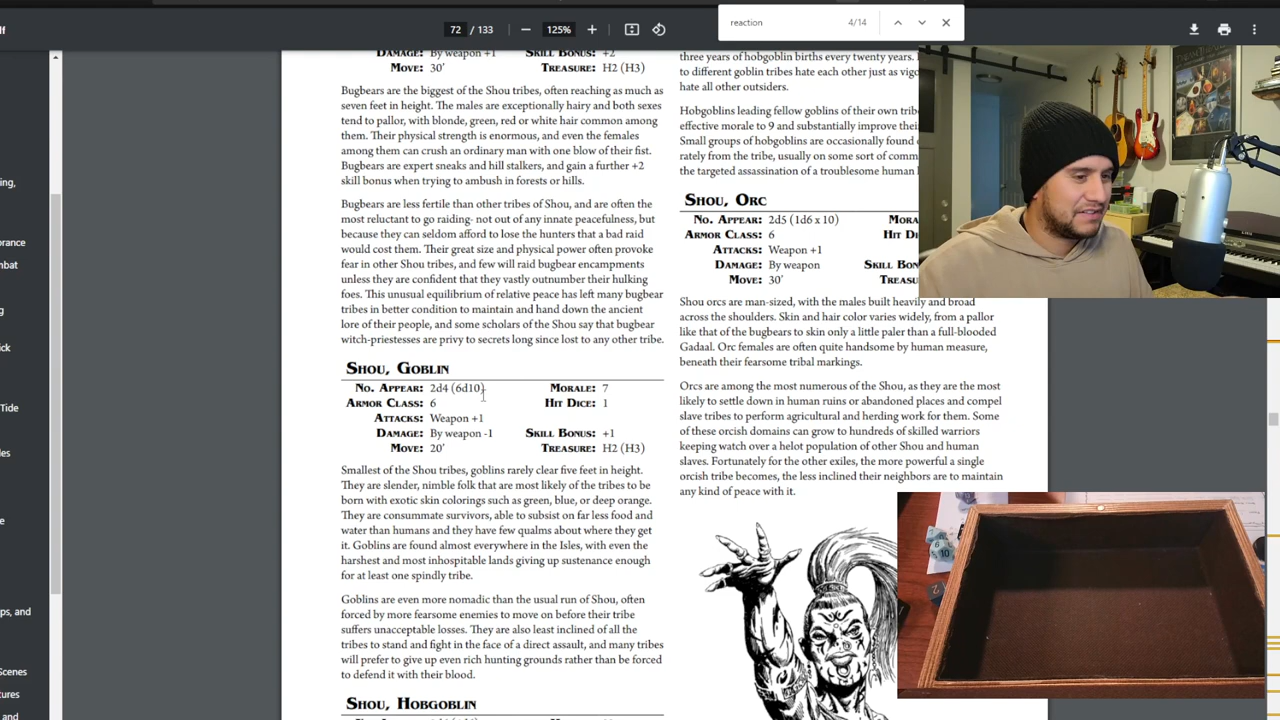 lf
72 / 133
125%
reaction
4/14
ing,
arance
mbat
g
ck
Tide
les
e
ps, and
Scenes
tures
DAMAGE: By weapon +1 SKILL BONUS: +2
MOVE: 30' TREASURE: H2 (H3)
Bugbears are the biggest of the Shou tribes, often reaching as much as
seven feet in height. The males are exceptionally hairy and both sexes
tend to pallor, with blonde, green, red or white hair common among
them. Their physical strength is enormous, and even the females
among them can crush an ordinary man with one blow of their fist.
Bugbears are expert sneaks and hill stalkers, and gain a further +2
skill bonus when trying to ambush in forests or hills.
Bugbears are less fertile than other tribes of Shou, and are often the
most reluctant to go raiding- not out of any innate peacefulness, but
because they can seldom afford to lose the hunters that a bad raid
would cost them. Their great size and physical power often provoke
fear in other Shou tribes, and few will raid bugbear encampments
unless they are confident that they vastly outnumber their hulking
foes. This unusual equilibrium of relative peace has left many bugbear
tribes in better condition to maintain and hand down the ancient
lore of their people, and some scholars of the Shou say that bugbear
witch-priestesses are privy to secrets long since lost to any other tribe.
SHOU, GOBLIN
NO. APPEAR: 2d4 (6d10) MORALE: 7
ARMOR CLASS: 6 HIT DICE: 1
ATTACKS: Weapon +1
DAMAGE: By weapon -1 SKILL BONUS: +1
MOVE: 20' TREASURE: H2 (H3)
Smallest of the Shou tribes, goblins rarely clear five feet in height.
They are slender, nimble folk that are most likely of the tribes to be
born with exotic skin colorings such as green, blue, or deep orange.
They are consummate survivors, able to subsist on far less food and
water than humans and they have few qualms about where they get
it. Goblins are found almost everywhere in the Isles, with even the
harshest and most inhospitable lands giving up sustenance enough
for at least one spindly tribe.
Goblins are even more nomadic than the usual run of Shou, often
forced by more fearsome enemies to move on before their tribe
suffers unacceptable losses. They are also least inclined of all the
tribes to stand and fight in the face of a direct assault, and many tribes
will prefer to give up even rich hunting grounds rather than be forced
to defend it with their blood.
SHOU, HOBGOBLIN
three years of hobgoblin births every twenty years.
to different goblin tribes hate each other just as vigo
hate all other outsiders.
Hobgoblins leading fellow goblins of their own tribe
effective morale to 9 and substantially improve their
Small groups of hobgoblins are occasionally found
rately from the tribe, usually on some sort of comm
the targeted assassination of a troublesome human
SHOU, ORC
NO. APPEAR: 2d5 (1d6 x 10) MORA
ARMOR CLASS: 6 HIT DI
ATTACKS: Weapon +1
DAMAGE: By weapon SKILL BON
MOVE: 30' TREASU
Shou orcs are man-sized, with the males built heavily and broad
across the shoulders. Skin and hair color varies widely, from a pallor
like that of the bugbears to skin only a little paler than a full-blooded
Gadaal. Orc females are often quite handsome by human measure,
beneath their fearsome tribal markings.
Orcs are among the most numerous of the Shou, as they are the most
likely to settle down in human ruins or abandoned places and compel
slave tribes to perform agricultural and herding work for them. Some
of these orcish domains can grow to hundreds of skilled warriors
keeping watch over a helot population of other Shou and human
slaves. Fortunately for the other exiles, the more powerful a single
orcish tribe becomes, the less inclined their neighbors are to maintain
any kind of peace with it.